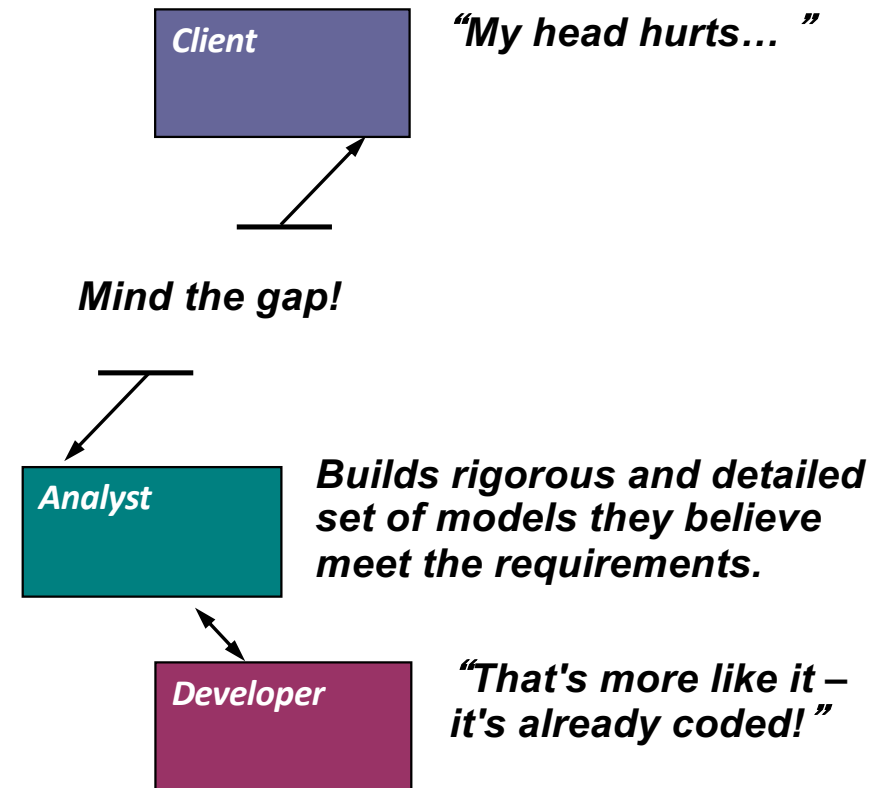 Client
“My head hurts… ”
Mind the gap!
Analyst
Builds rigorous and detailed
set of models they believe
meet the requirements.
Developer
“That's more like it –
it's already coded!”